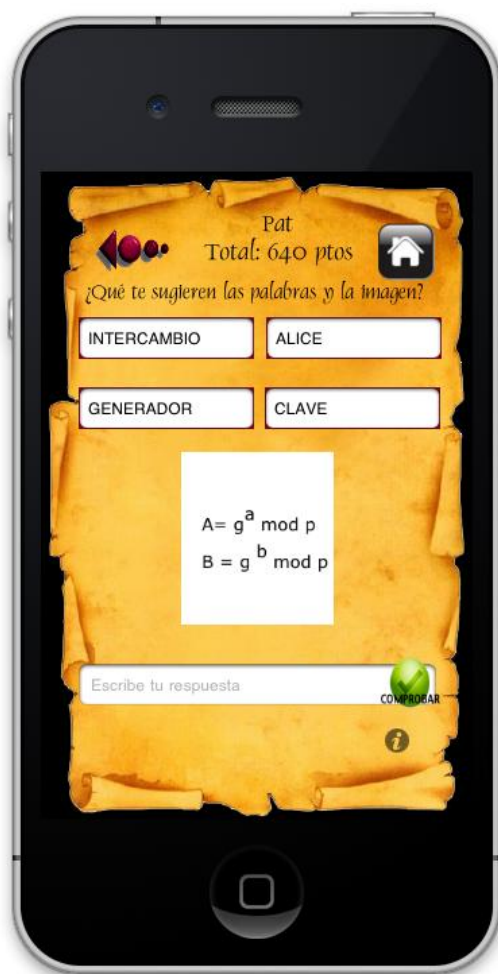 Pat
Total: 640 ptos
¿Qué te sugieren las palabras y la imagen?
INTERCAMBIO ALICE
GENERADOR CLAVE
A= g^a mod p
B = g^b mod p
Escribe tu respuesta
COMPROBAR
i